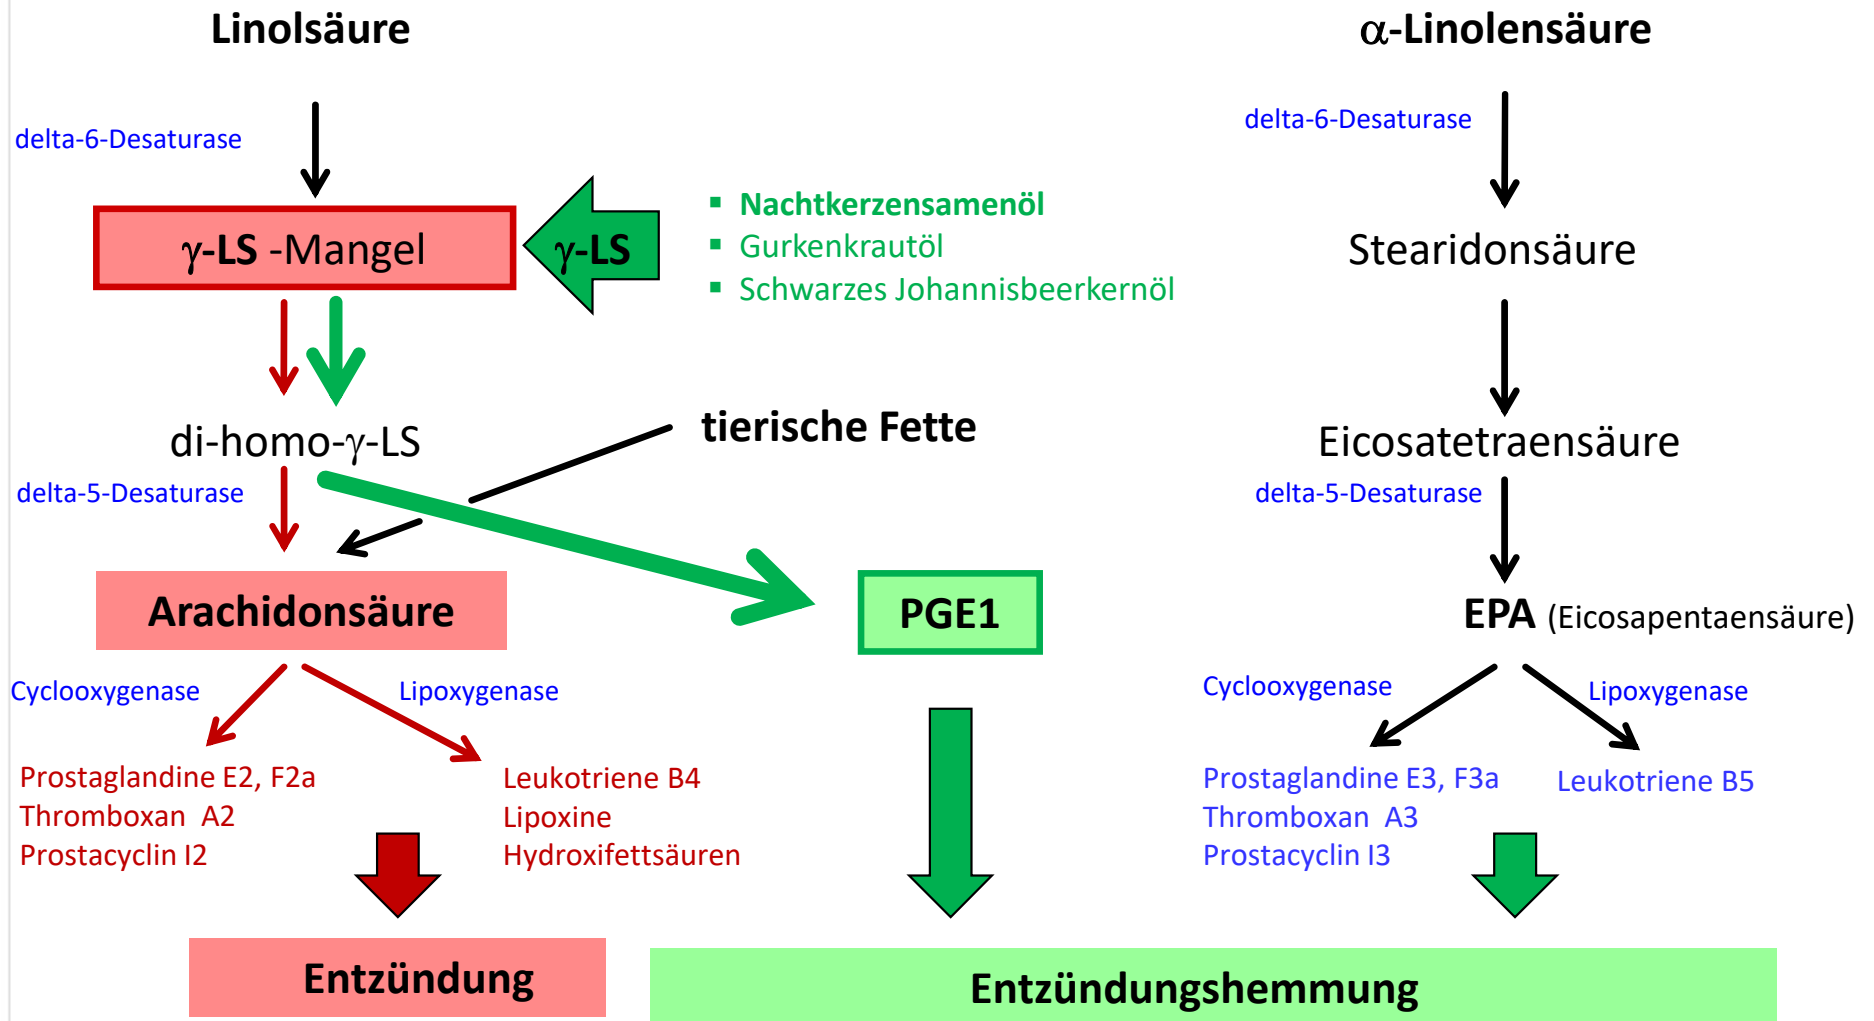 Linolsäure
α-Linolensäure
delta-6-Desaturase
delta-6-Desaturase
γ-LS -Mangel
γ-LS
▪ Nachtkerzensamenöl
▪ Gurkenkrautöl
▪ Schwarzes Johannisbeerkernöl
Stearidonsäure
di-homo-γ-LS
tierische Fette
Eicosatetraensäure
delta-5-Desaturase
delta-5-Desaturase
Arachidonsäure
PGE1
EPA (Eicosapentaensäure)
Cyclooxygenase
Lipoxygenase
Cyclooxygenase
Lipoxygenase
Prostaglandine E2, F2a
Thromboxan A2
Prostacyclin I2
Leukotriene B4
Lipoxine
Hydroxifettsäuren
Prostaglandine E3, F3a
Thromboxan A3
Prostacyclin I3
Leukotriene B5
Entzündung
Entzündungshemmung